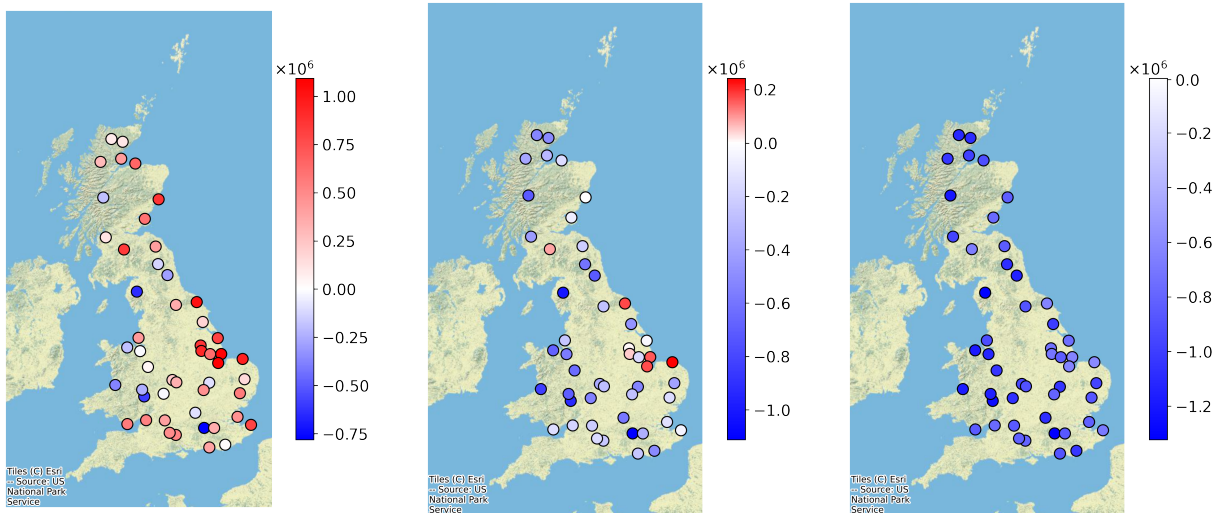 ×10⁶
1.00
0.75
0.50
0.25
0.00
−0.25
−0.50
−0.75
Tiles (C) Esri
-- Source: US
National Park
Service
×10⁶
0.2
0.0
−0.2
−0.4
−0.6
−0.8
−1.0
Tiles (C) Esri
-- Source: US
National Park
Service
×10⁶
0.0
−0.2
−0.4
−0.6
−0.8
−1.0
−1.2
Tiles (C) Esri
-- Source: US
National Park
Service